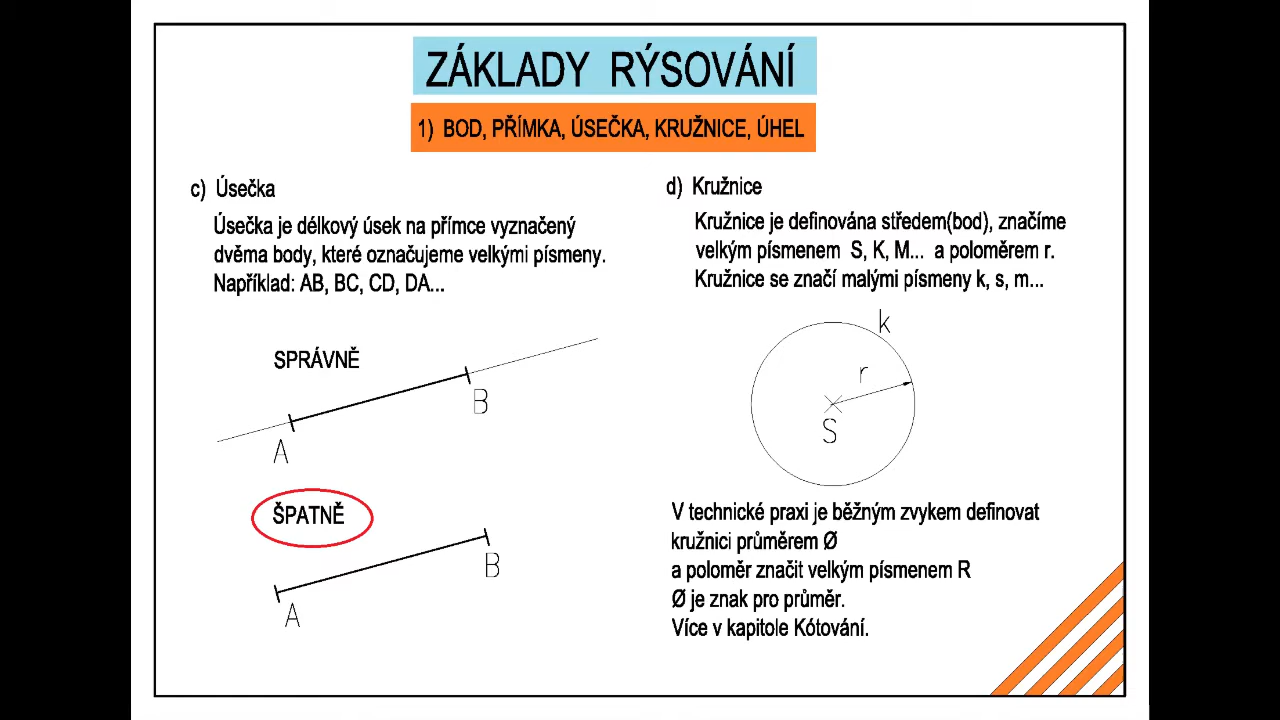 ZÁKLADY RÝSOVÁNÍ
1) BOD, PŘÍMKA, ÚSEČKA, KRUŽNICE, ÚHEL
c) Úsečka
Úsečka je délkový úsek na přímce vyznačený
dvěma body, které označujeme velkými písmeny.
Například: AB, BC, CD, DA...
SPRÁVNĚ
A
B
ŠPATNĚ
A
B
d) Kružnice
Kružnice je definována středem(bod), značíme
velkým písmenem S, K, M... a poloměrem r.
Kružnice se značí malými písmeny k, s, m...
k
r
S
V technické praxi je běžným zvykem definovat
kružnici průměrem Ø
a poloměr značit velkým písmenem R
Ø je znak pro průměr.
Více v kapitole Kótování.